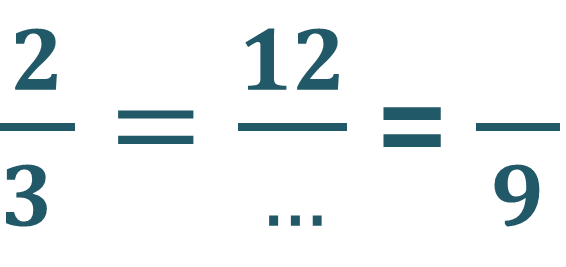 2/3 = 12/... = /9